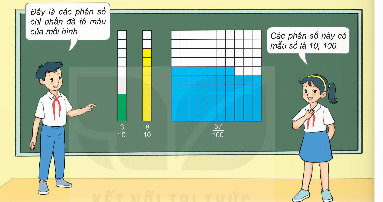 Đây là các phân số
chỉ phần đã tô màu
của mỗi hình.
Các phân số này có
mẫu số là 10, 100
10
8
10
100
KẾT NỐI TRI THỨC